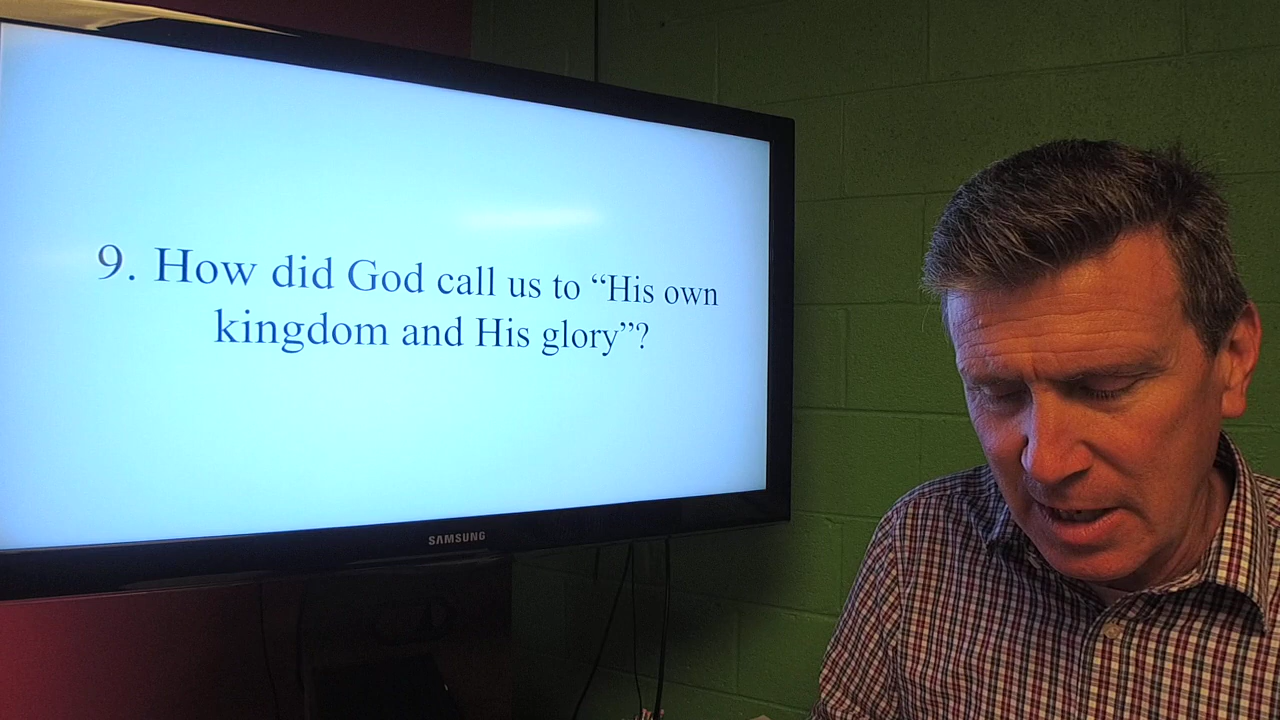 9. How did God call us to “His own
kingdom and His glory”?
SAMSUNG